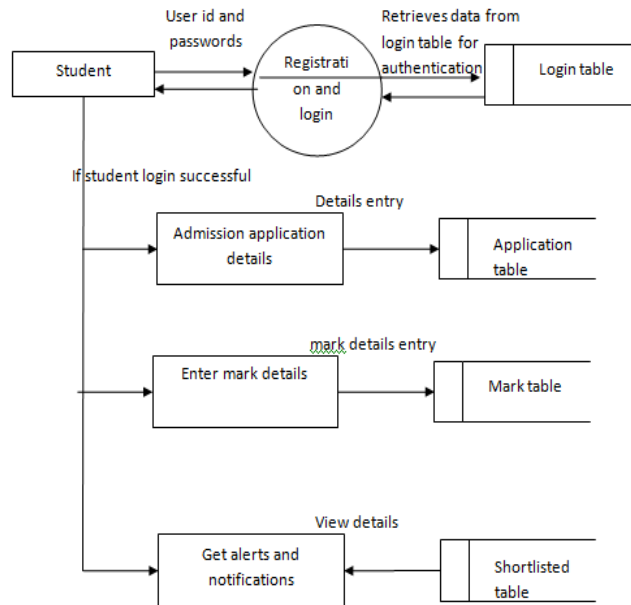 User id and
passwords
Retrieves data from
login table for
authentication
Student
Registrati
on and
login
Login table
If student login successful
Details entry
Admission application
details
Application
table
mark details entry
Enter mark details
Mark table
View details
Get alerts and
notifications
Shortlisted
table